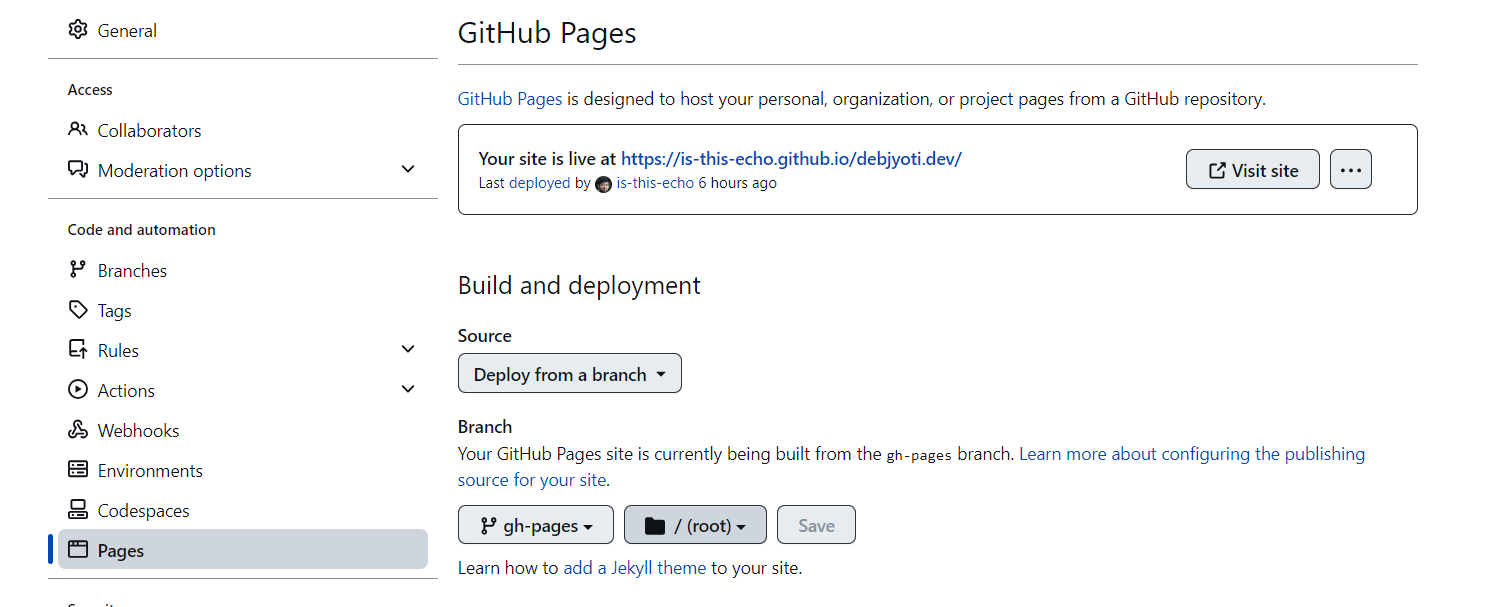 General
Access
Collaborators
Moderation options
Code and automation
Branches
Tags
Rules
Actions
Webhooks
Environments
Codespaces
Pages
GitHub Pages
GitHub Pages is designed to host your personal, organization, or project pages from a GitHub repository.
Your site is live at https://is-this-echo.github.io/debjyoti.dev/
Last deployed by is-this-echo 6 hours ago
Visit site
Build and deployment
Source
Deploy from a branch
Branch
Your GitHub Pages site is currently being built from the gh-pages branch. Learn more about configuring the publishing
source for your site.
gh-pages
/ (root)
Save
Learn how to add a Jekyll theme to your site.